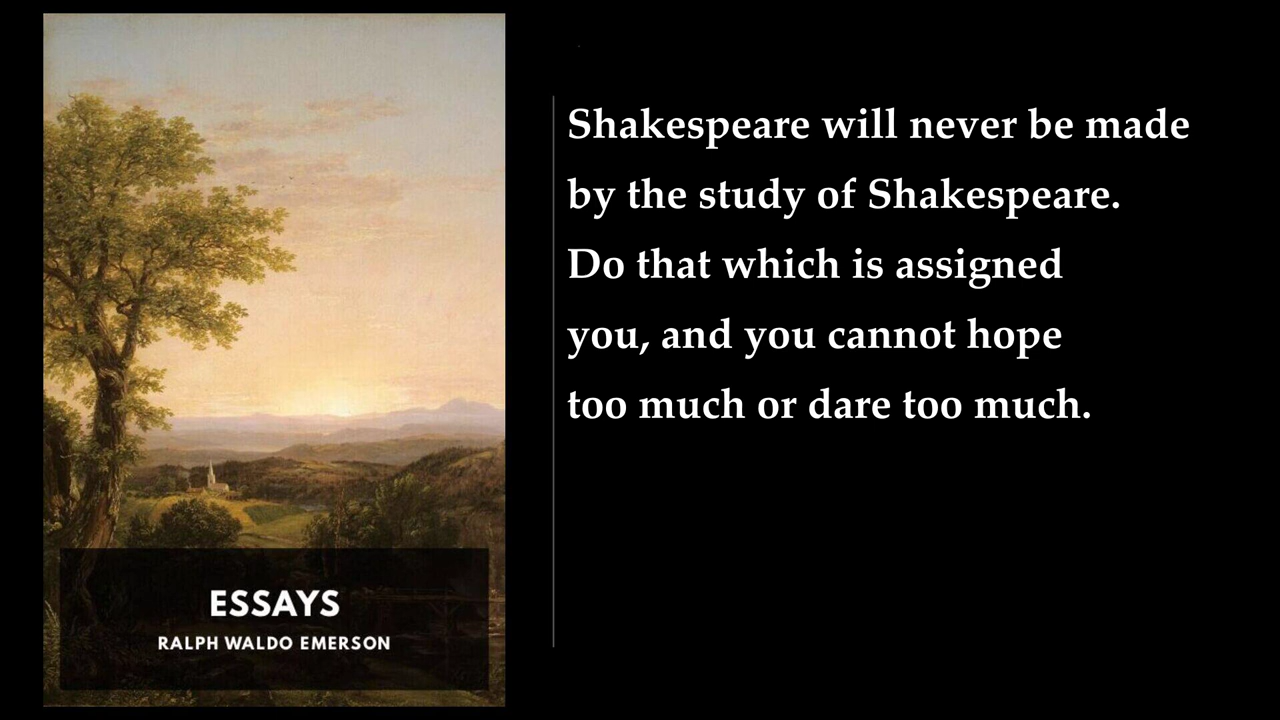 ESSAYS
RALPH WALDO EMERSON
Shakespeare will never be made
by the study of Shakespeare.
Do that which is assigned
you, and you cannot hope
too much or dare too much.